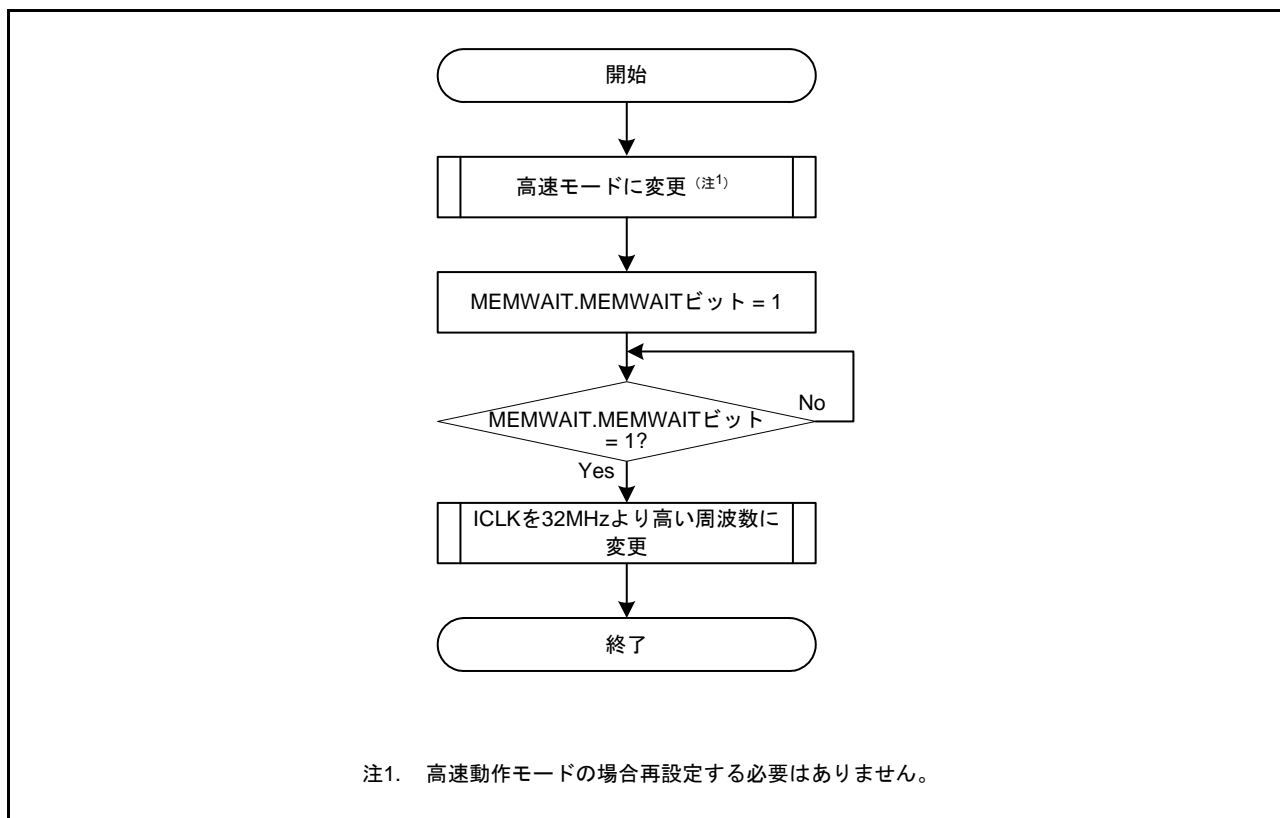 開始
高速モードに変更（注1）
MEMWAIT.MEMWAITビット = 1
MEMWAIT.MEMWAITビット
= 1?
No
Yes
ICLKを32MHzより高い周波数に
変更
終了
注1. 高速動作モードの場合再設定する必要はありません。